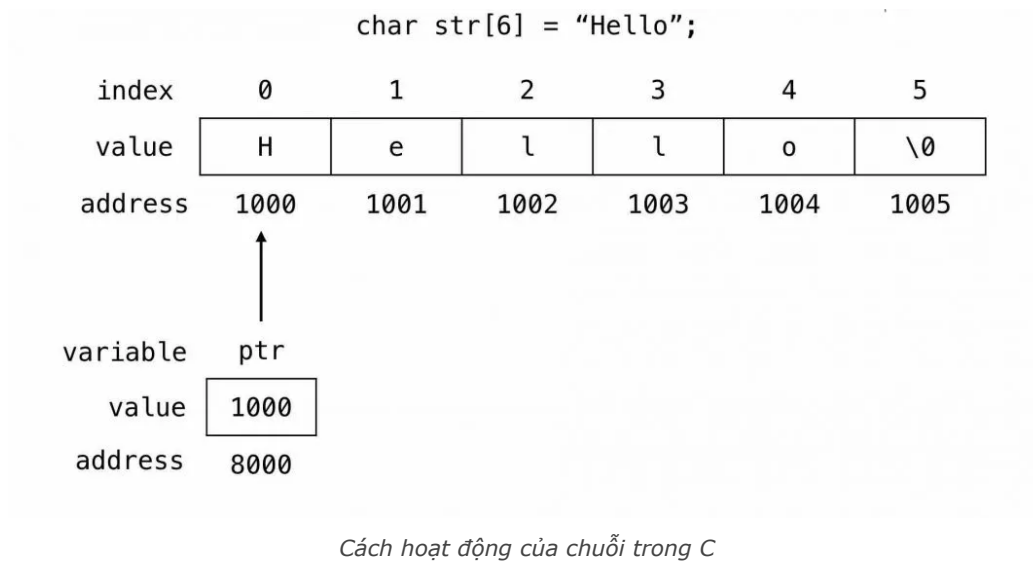 char str[6] = “Hello”;
index 0 1 2 3 4 5
value H e l l o \0
address 1000 1001 1002 1003 1004 1005
variable ptr
value 1000
address 8000
Cách hoạt động của chuỗi trong C